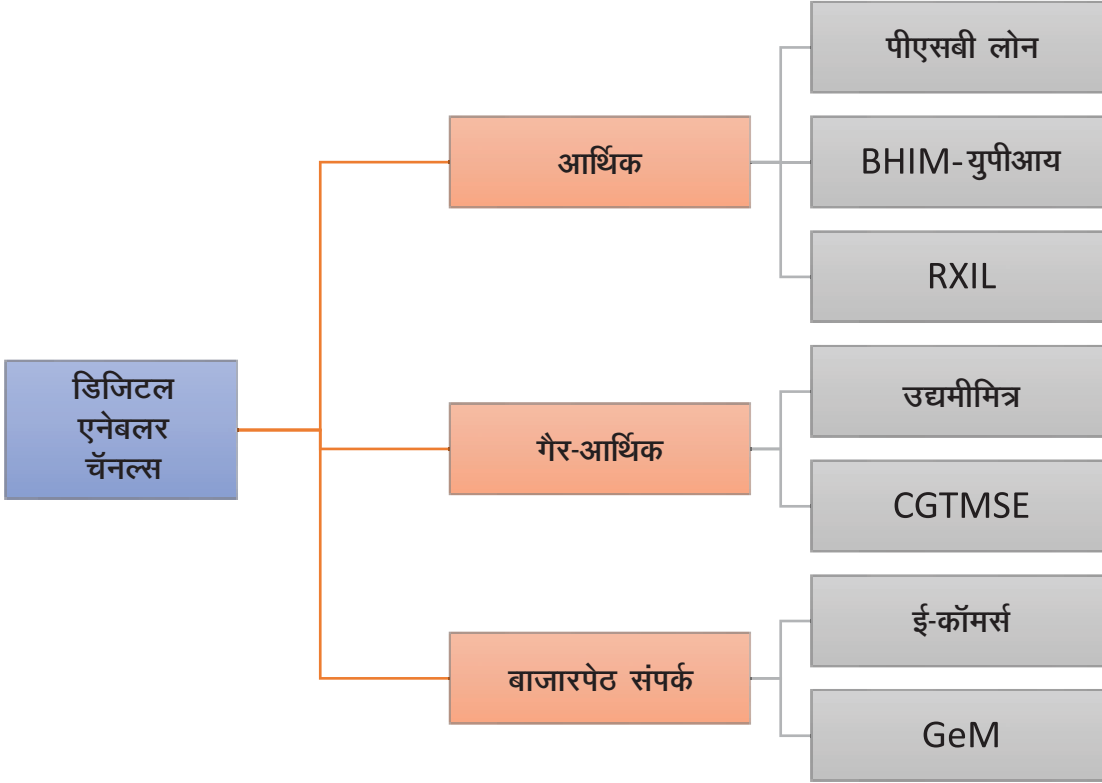 डिजिटल
एनेबलर
चॅनल्स
आर्थिक
पीएसबी लोन
BHIM-युपीआय
RXIL
गैर-आर्थिक
उद्यमीमित्र
CGTMSE
बाजारपेठ संपर्क
ई-कॉमर्स
GeM